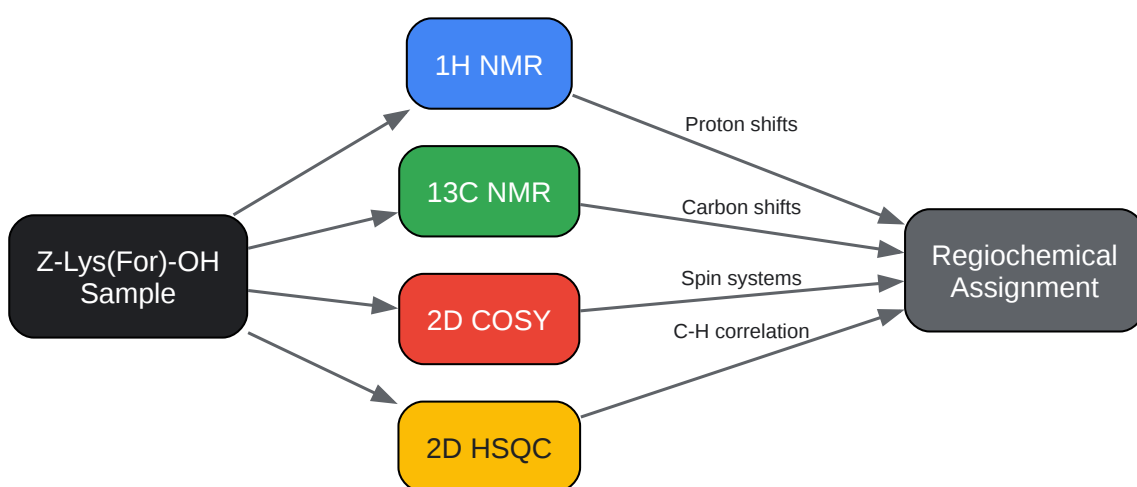 1H NMR
Proton shifts
13C NMR
Carbon shifts
Z-Lys(For)-OH
Sample
Regiochemical
Assignment
Spin systems
2D COSY
C-H correlation
2D HSQC